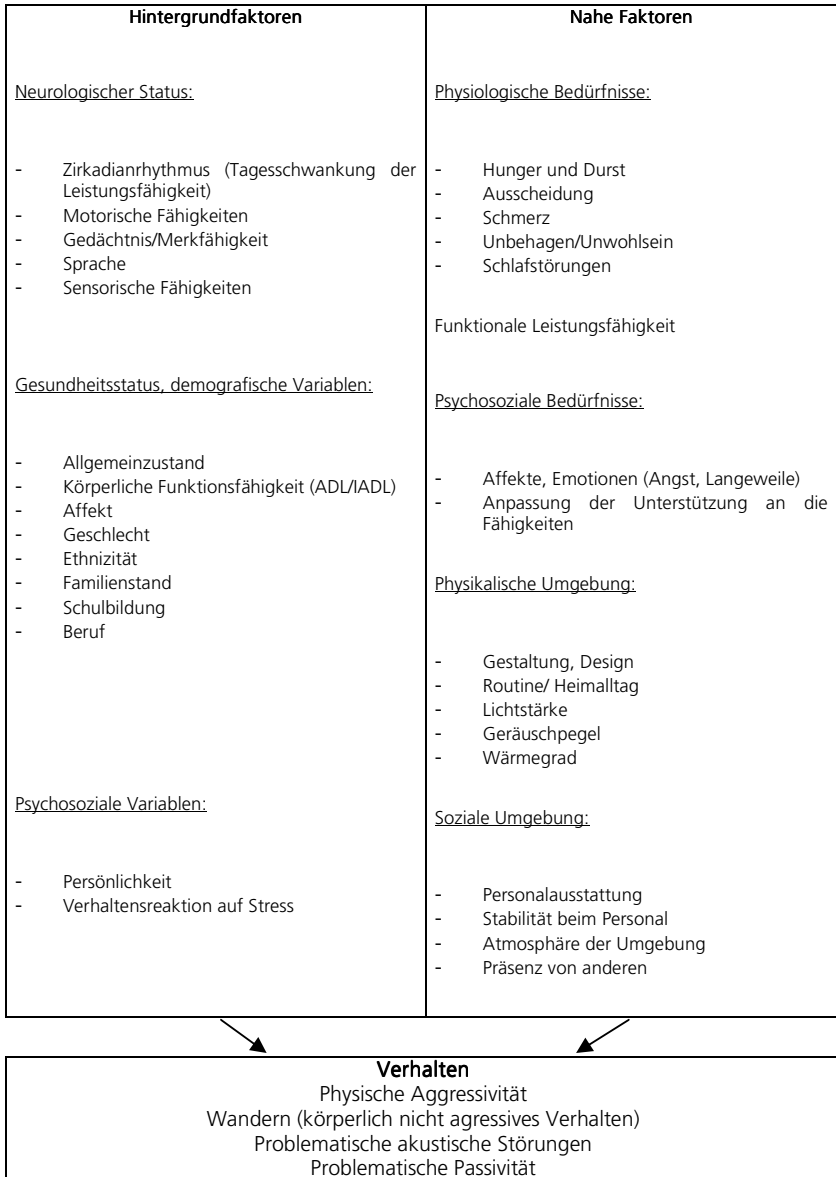 Hintergrundfaktoren
Neurologischer Status:
- Zirkadianrhythmus (Tagesschwankung der
Leistungsfähigkeit)
- Motorische Fähigkeiten
- Gedächtnis/Merkfähigkeit
- Sprache
- Sensorische Fähigkeiten
Gesundheitsstatus, demografische Variablen:
- Allgemeinzustand
- Körperliche Funktionsfähigkeit (ADL/IADL)
- Affekt
- Geschlecht
- Ethnizität
- Familienstand
- Schulbildung
- Beruf
Psychosoziale Variablen:
- Persönlichkeit
- Verhaltensreaktion auf Stress
Nahe Faktoren
Physiologische Bedürfnisse:
- Hunger und Durst
- Ausscheidung
- Schmerz
- Unbehagen/Unwohlsein
- Schlafstörungen
Funktionale Leistungsfähigkeit
Psychosoziale Bedürfnisse:
- Affekte, Emotionen (Angst, Langeweile)
- Anpassung der Unterstützung an die
Fähigkeiten
Physikalische Umgebung:
- Gestaltung, Design
- Routine/ Heimalltag
- Lichtstärke
- Geräuschpegel
- Wärmegrad
Soziale Umgebung:
- Personalausstattung
- Stabilität beim Personal
- Atmosphäre der Umgebung
- Präsenz von anderen
Verhalten
Physische Aggressivität
Wandern (körperlich nicht agressives Verhalten)
Problematische akustische Störungen
Problematische Passivität